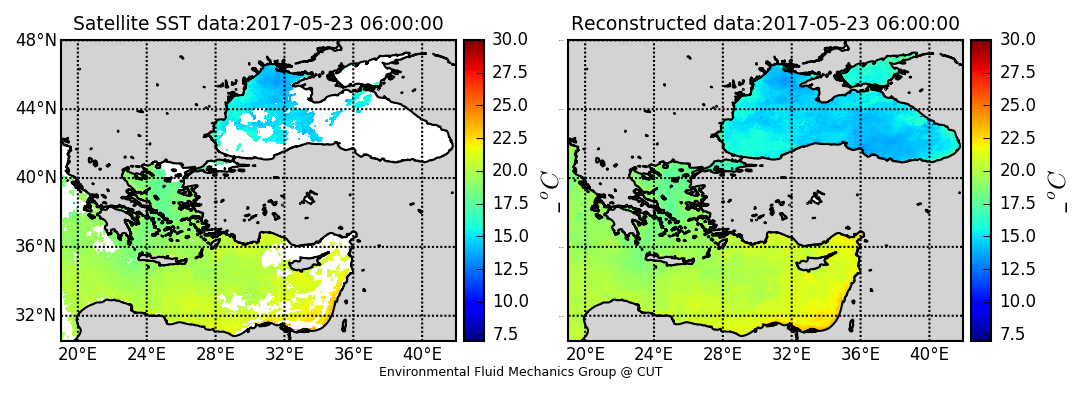 Satellite SST data:2017-05-23 06:00:00
Reconstructed data:2017-05-23 06:00:00
48°N
44°N
40°N
36°N
32°N
20°E 24°E 28°E 32°E 36°E 40°E
30.0
27.5
25.0
22.5
20.0
17.5
15.0
12.5
10.0
7.5
°C
20°E 24°E 28°E 32°E 36°E 40°E
30.0
27.5
25.0
22.5
20.0
17.5
15.0
12.5
10.0
7.5
°C
Environmental Fluid Mechanics Group @ CUT